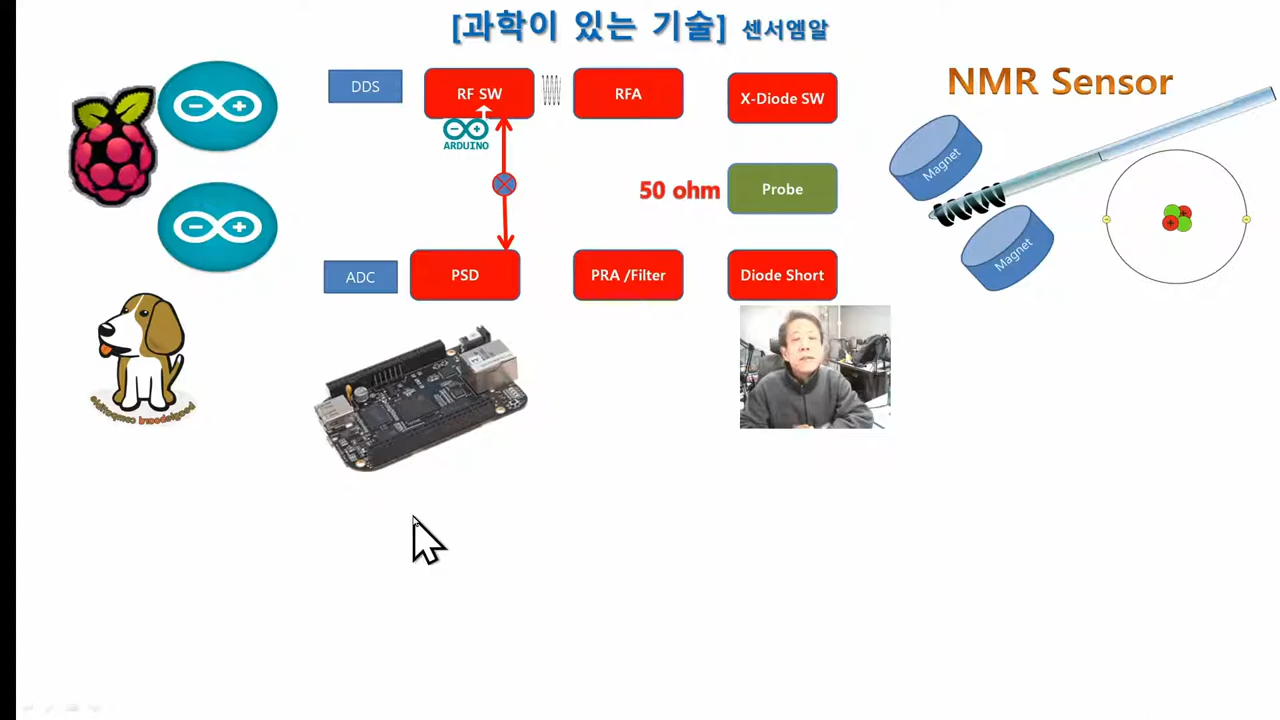 [과학이 있는 기술] 센서엠알
DDS
RF SW
RFA
X-Diode SW
NMR Sensor
ARDUINO
Magnet
50 ohm
Probe
Magnet
ADC
PSD
PRA /Filter
Diode Short